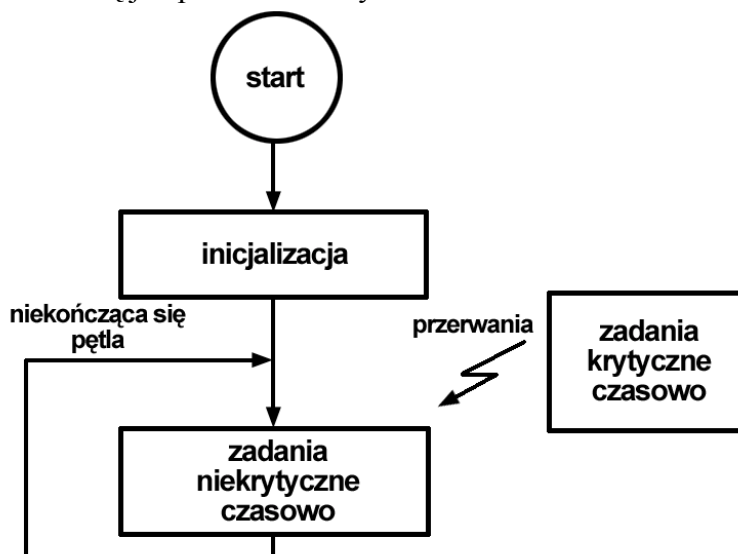 start
inicjalizacja
niekończąca się
pętla
przerwania
zadania
krytyczne
czasowo
zadania
niekrytyczne
czasowo